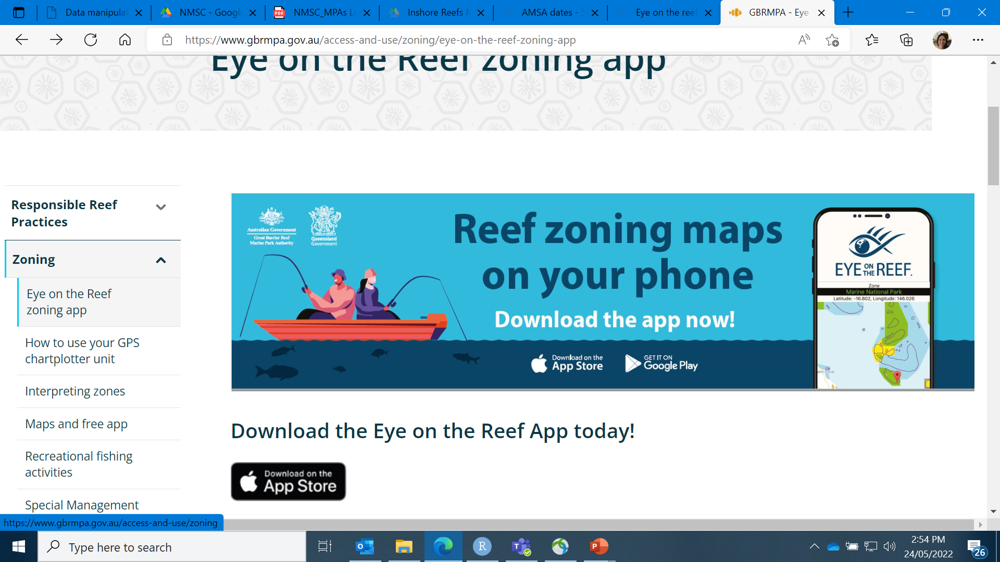 Data manipulat
NMSC - Google
NMSC_MPAs Le
Inshore Reefs M
AMSA dates - S
Eye on the reef
GBRMPA - Eye
https://www.gbrmpa.gov.au/access-and-use/zoning/eye-on-the-reef-zoning-app
Eye on the Reef zoning app
Responsible Reef
Practices
Zoning
Eye on the Reef
zoning app
How to use your GPS
chartplotter unit
Interpreting zones
Maps and free app
Recreational fishing
activities
Special Management
Australian Government
Great Barrier Reef
Marine Park Authority
Queensland
Government
Reef zoning maps
on your phone
Download the app now!
Download on the
App Store
GET IT ON
Google Play
EYE ON THE REEF.
Zone
Marine National Park
Latitude: -16.802, Longitude: 146.026
alm Cove
Download the Eye on the Reef App today!
Download on the
App Store
https://www.gbrmpa.gov.au/access-and-use/zoning
Type here to search
2:54 PM
24/05/2022
26